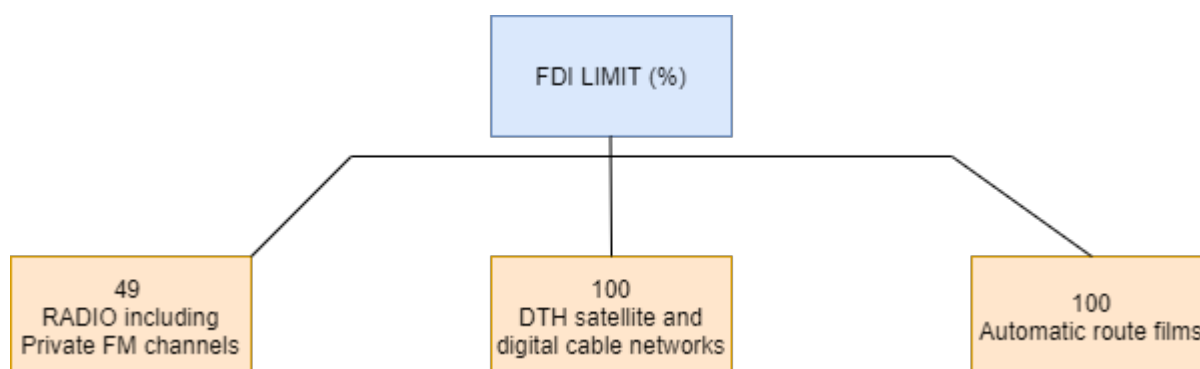 FDI LIMIT (%)
49
RADIO including
Private FM channels
100
DTH satellite and
digital cable networks
100
Automatic route films